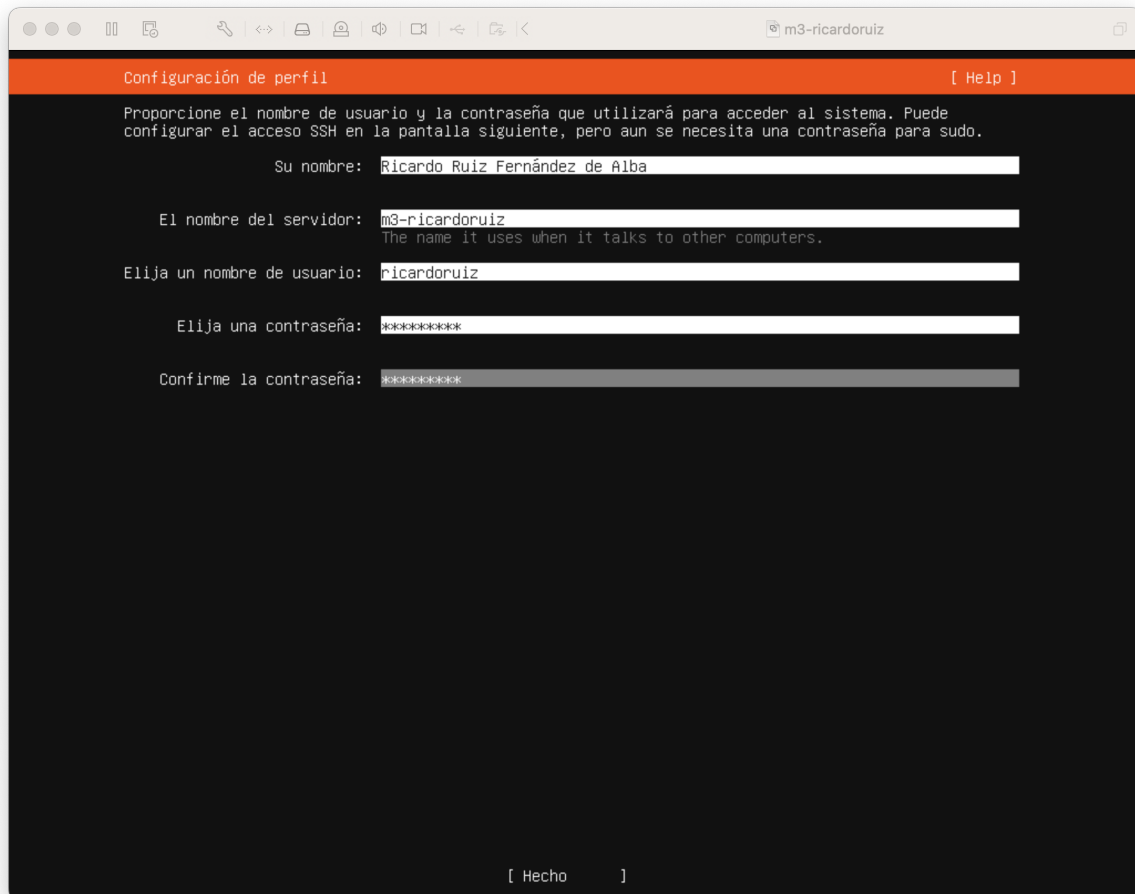 m3-ricardoruiz
Configuración de perfil [ Help ]
Proporcione el nombre de usuario y la contraseña que utilizará para acceder al sistema. Puede
configurar el acceso SSH en la pantalla siguiente, pero aun se necesita una contraseña para sudo.
Su nombre: Ricardo Ruiz Fernández de Alba
El nombre del servidor: m3-ricardoruiz
The name it uses when it talks to other computers.
Elija un nombre de usuario: ricardoruiz
Elija una contraseña: *********
Confirme la contraseña: *********
[ Hecho ]